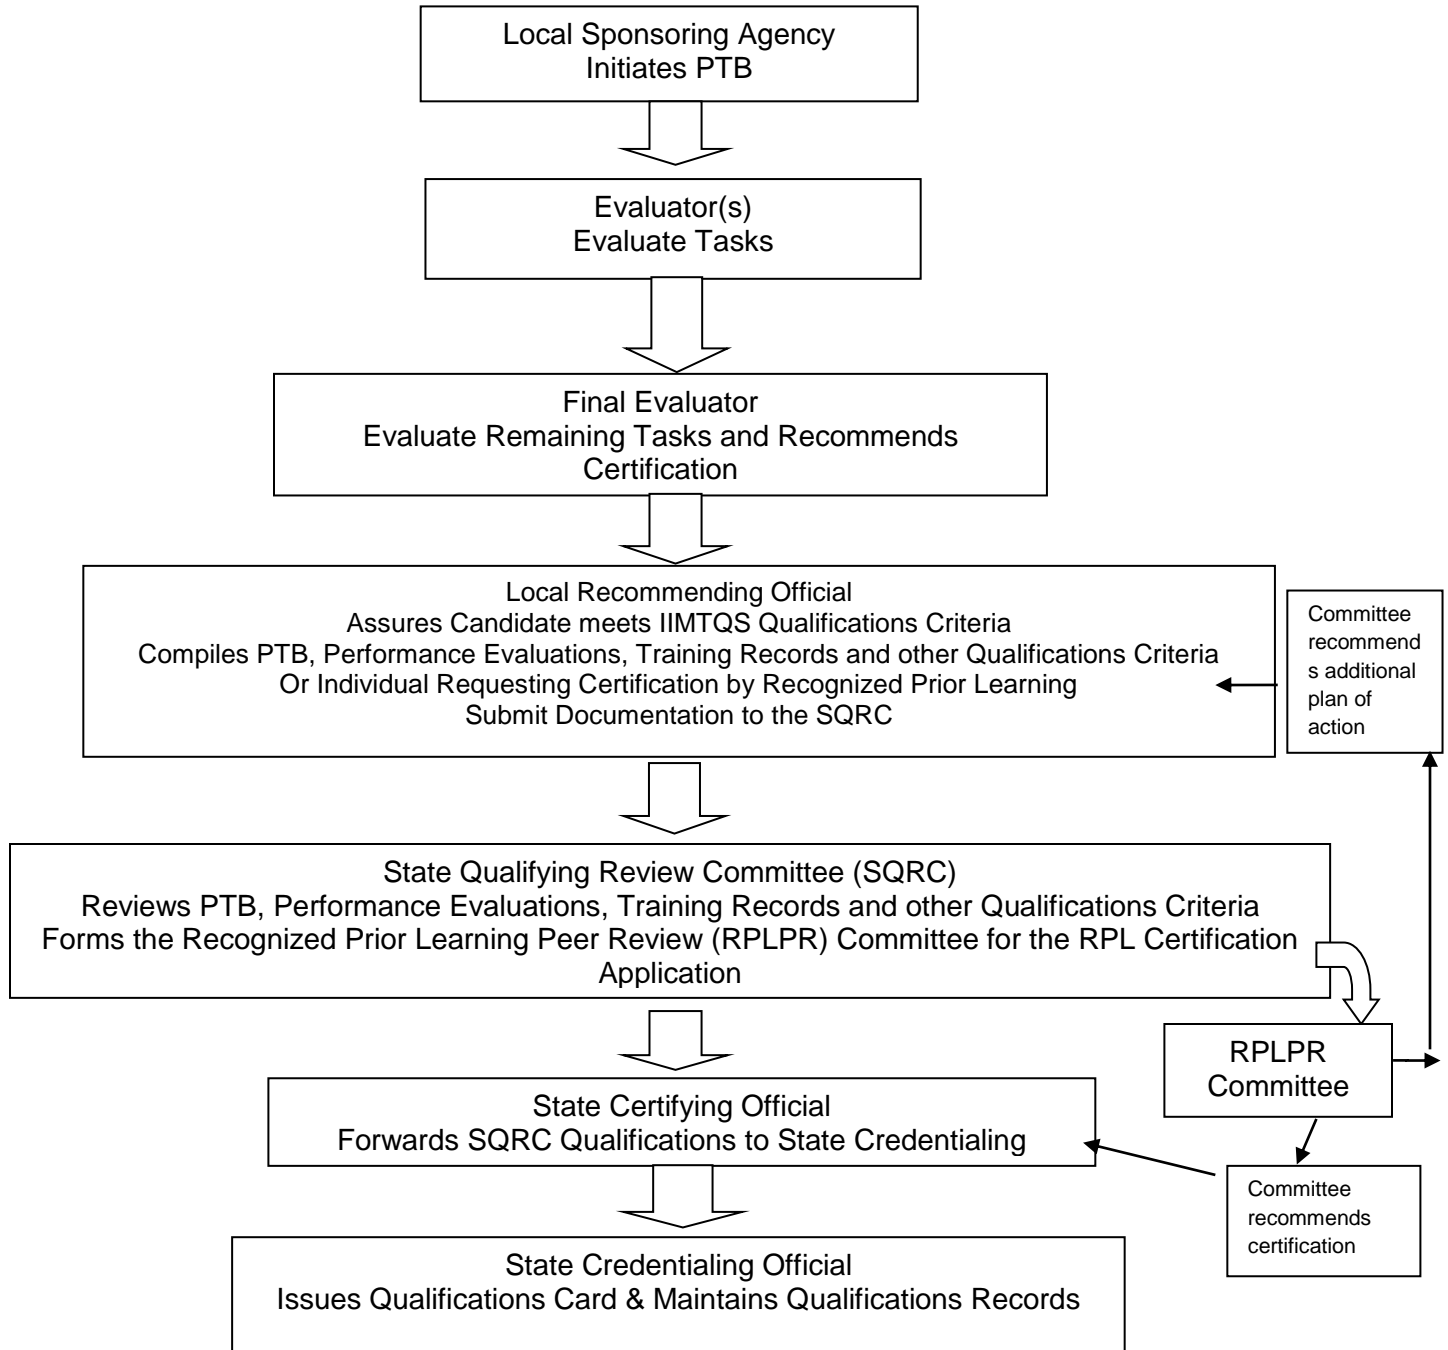 Local Sponsoring Agency
Initiates PTB
Evaluator(s)
Evaluate Tasks
Final Evaluator
Evaluate Remaining Tasks and Recommends
Certification
Local Recommending Official
Assures Candidate meets IIMTQS Qualifications Criteria
Compiles PTB, Performance Evaluations, Training Records and other Qualifications Criteria
Or Individual Requesting Certification by Recognized Prior Learning
Submit Documentation to the SQRC
Committee
recommend
s additional
plan of
action
State Qualifying Review Committee (SQRC)
Reviews PTB, Performance Evaluations, Training Records and other Qualifications Criteria
Forms the Recognized Prior Learning Peer Review (RPLPR) Committee for the RPL Certification
Application
RPLPR
Committee
State Certifying Official
Forwards SQRC Qualifications to State Credentialing
Committee
recommends
certification
State Credentialing Official
Issues Qualifications Card & Maintains Qualifications Records